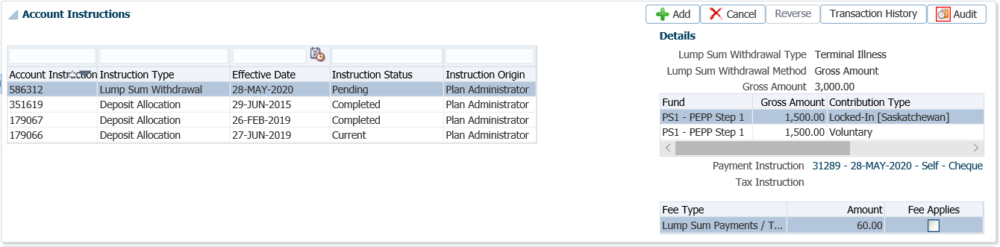 Account Instructions
Add Cancel Reverse Transaction History Audit
Account Instruction Instruction Type Effective Date Instruction Status Instruction Origin
586312 Lump Sum Withdrawal 28-MAY-2020 Pending Plan Administrator
351619 Deposit Allocation 29-JUN-2015 Completed Plan Administrator
179067 Deposit Allocation 26-FEB-2019 Completed Plan Administrator
179066 Deposit Allocation 27-JUN-2019 Current Plan Administrator
Details
Lump Sum Withdrawal Type Terminal Illness
Lump Sum Withdrawal Method Gross Amount
Gross Amount 3,000.00
Fund Gross Amount Contribution Type
PS1 - PEPP Step 1 1,500.00 Locked-In [Saskatchewan]
PS1 - PEPP Step 1 1,500.00 Voluntary
Payment Instruction 31289 - 28-MAY-2020 - Self - Cheque
Tax Instruction
Fee Type Amount Fee Applies
Lump Sum Payments / T... 60.00